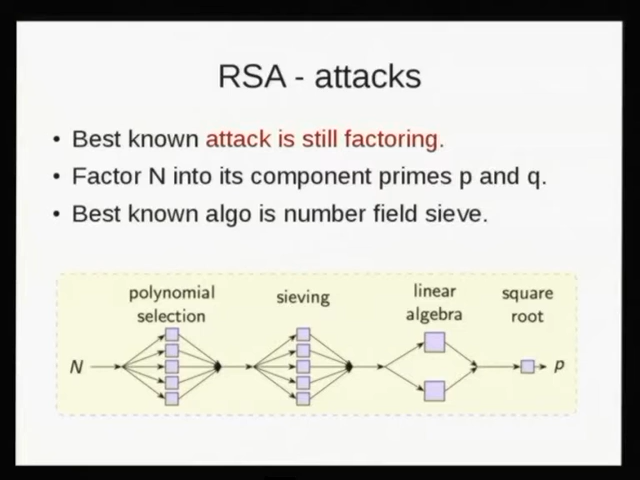 RSA - attacks
• Best known attack is still factoring.
• Factor N into its component primes p and q.
• Best known algo is number field sieve.
polynomial selection
sieving
linear algebra
square root
N
p